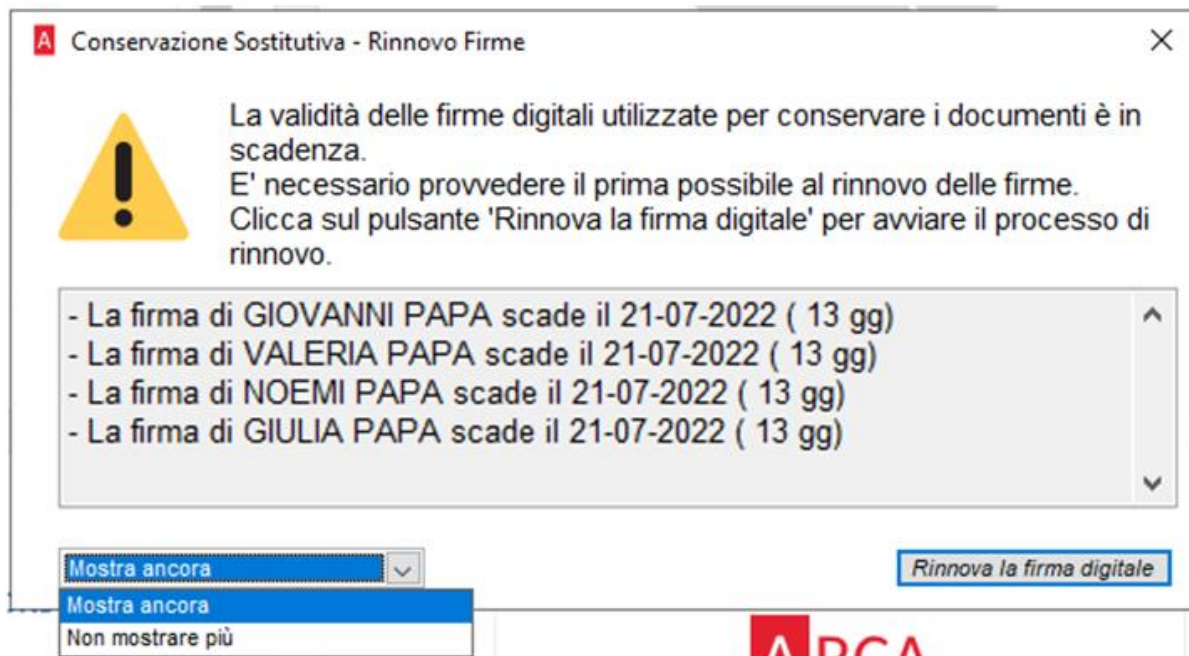 A Conservazione Sostitutiva - Rinnovo Firme
La validità delle firme digitali utilizzate per conservare i documenti è in
scadenza.
E' necessario provvedere il prima possibile al rinnovo delle firme.
Clicca sul pulsante 'Rinnova la firma digitale' per avviare il processo di
rinnovo.
- La firma di GIOVANNI PAPA scade il 21-07-2022 ( 13 gg)
- La firma di VALERIA PAPA scade il 21-07-2022 ( 13 gg)
- La firma di NOEMI PAPA scade il 21-07-2022 ( 13 gg)
- La firma di GIULIA PAPA scade il 21-07-2022 ( 13 gg)
Mostra ancora
Rinnova la firma digitale
Mostra ancora
Non mostrare più
ARCA